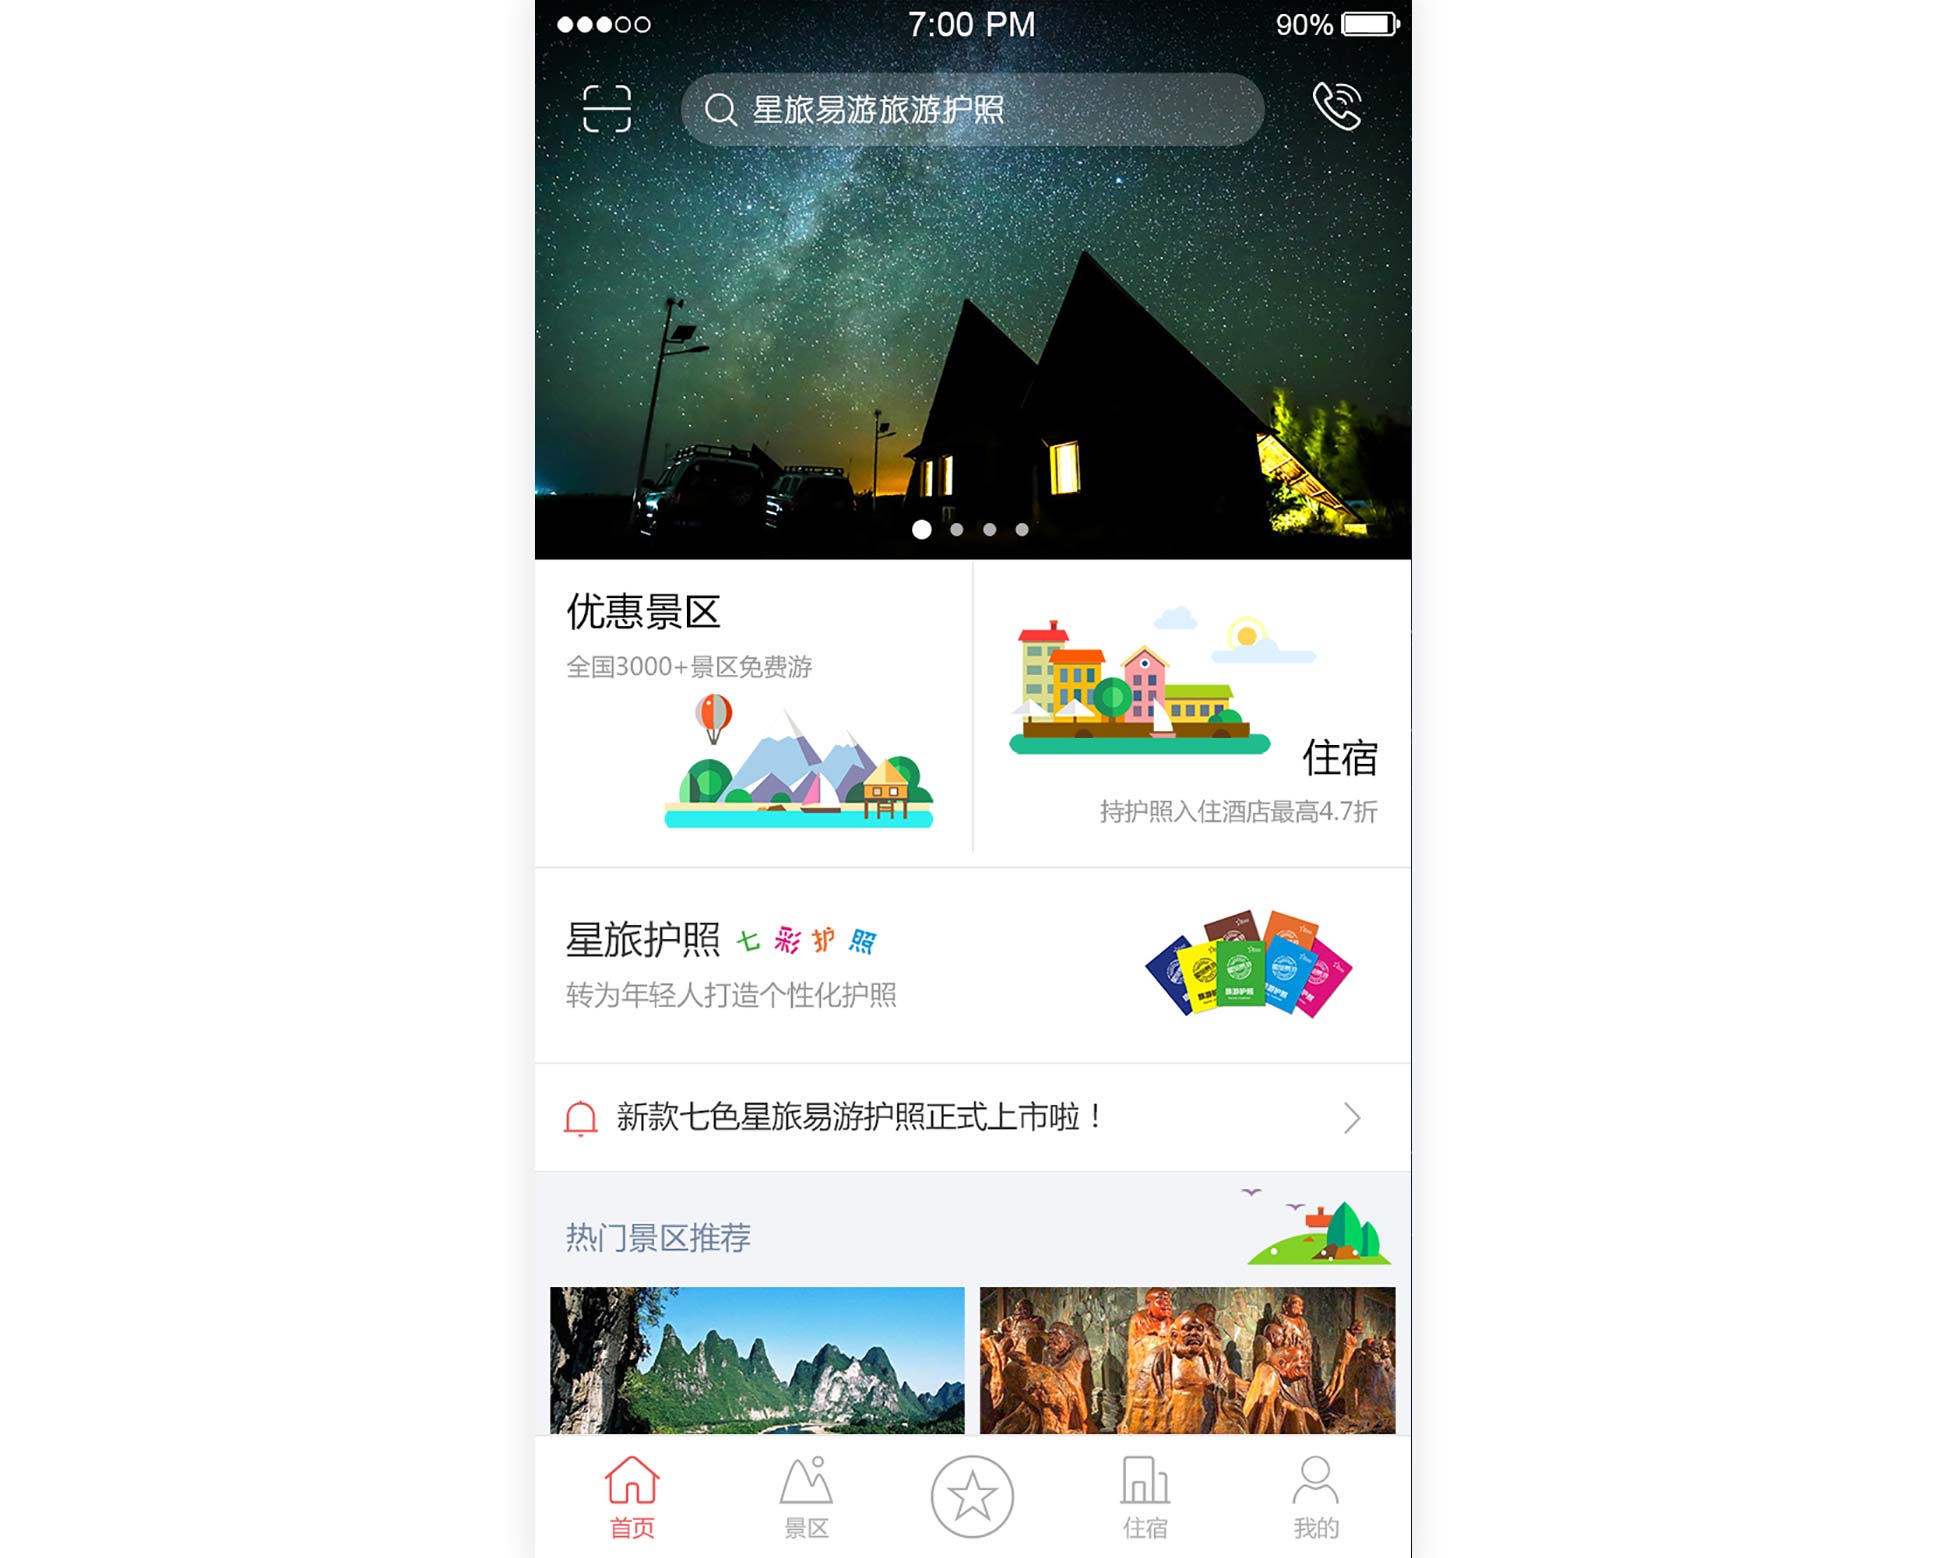 7:00 PM
90%
星旅易游旅游护照
优惠景区
全国3000+景区免费游
住宿
持护照入住酒店最高4.7折
星旅护照 七彩护照
转为年轻人打造个性化护照
旅游护照
新款七色星旅易游护照正式上市啦！
热门景区推荐
首页
景区
住宿
我的